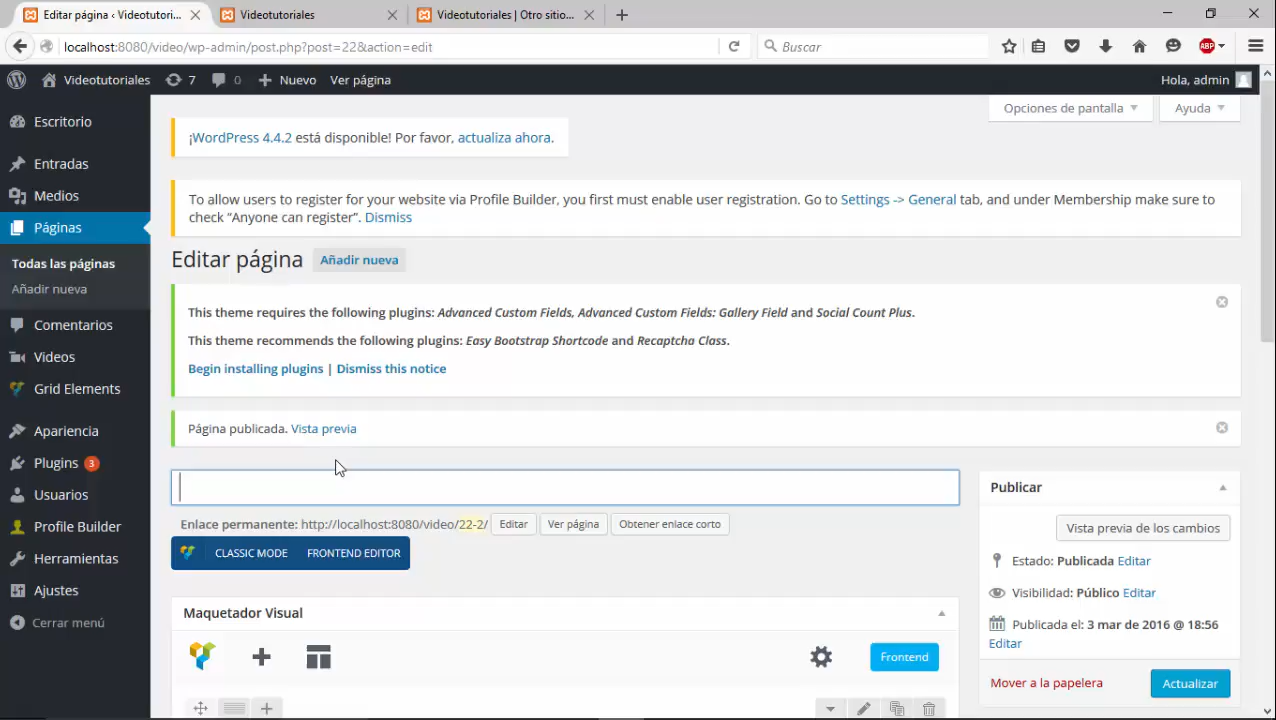 Editar página ‹ Videotutori...
Videotutoriales
Videotutoriales | Otro sitio...
localhost:8080/video/wp-admin/post.php?post=22&action=edit
Buscar
ABP
Videotutoriales
7
0
Nuevo
Ver página
Hola, admin
Opciones de pantalla
Ayuda
Escritorio
Entradas
Medios
Páginas
Todas las páginas
Añadir nueva
Comentarios
Videos
Grid Elements
Apariencia
Plugins 3
Usuarios
Profile Builder
Herramientas
Ajustes
Cerrar menú
¡WordPress 4.4.2 está disponible! Por favor, actualiza ahora.
To allow users to register for your website via Profile Builder, you first must enable user registration. Go to Settings -> General tab, and under Membership make sure to
check “Anyone can register”. Dismiss
Editar página
Añadir nueva
This theme requires the following plugins: Advanced Custom Fields, Advanced Custom Fields: Gallery Field and Social Count Plus.
This theme recommends the following plugins: Easy Bootstrap Shortcode and Recaptcha Class.
Begin installing plugins | Dismiss this notice
Página publicada. Vista previa
Enlace permanente: http://localhost:8080/video/22-2/
Editar
Ver página
Obtener enlace corto
CLASSIC MODE
FRONTEND EDITOR
Maquetador Visual
Frontend
Publicar
Vista previa de los cambios
Estado: Publicada Editar
Visibilidad: Público Editar
Publicada el: 3 mar de 2016 @ 18:56
Editar
Mover a la papelera
Actualizar